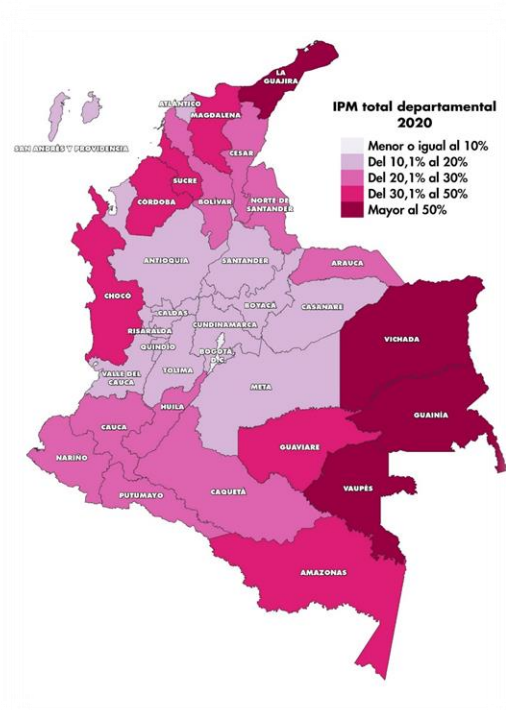 IPM total departamental
2020
Menor o igual al 10%
Del 10,1% al 20%
Del 20,1% al 30%
Del 30,1% al 50%
Mayor al 50%
LA
GUAJIRA
ATLÁNTICO
MAGDALENA
SAN ANDRÉS Y PROVIDENCIA
CESAR
SUCRE
CÓRDOBA
BOLÍVAR
NORTE DE
SANTANDER
ANTIOQUIA
SANTANDER
ARAUCA
CHOCÓ
BOYACÁ
CASANARE
CALDAS
RISARALDA
CUNDINAMARCA
VICHADA
QUINDÍO
BOGOTÁ,
D.C.
VALLE DEL
CAUCA
TOLIMA
META
HUILA
GUAINÍA
CAUCA
GUAVIARE
NARIÑO
VAUPÉS
PUTUMAYO
CAQUETÁ
AMAZONAS